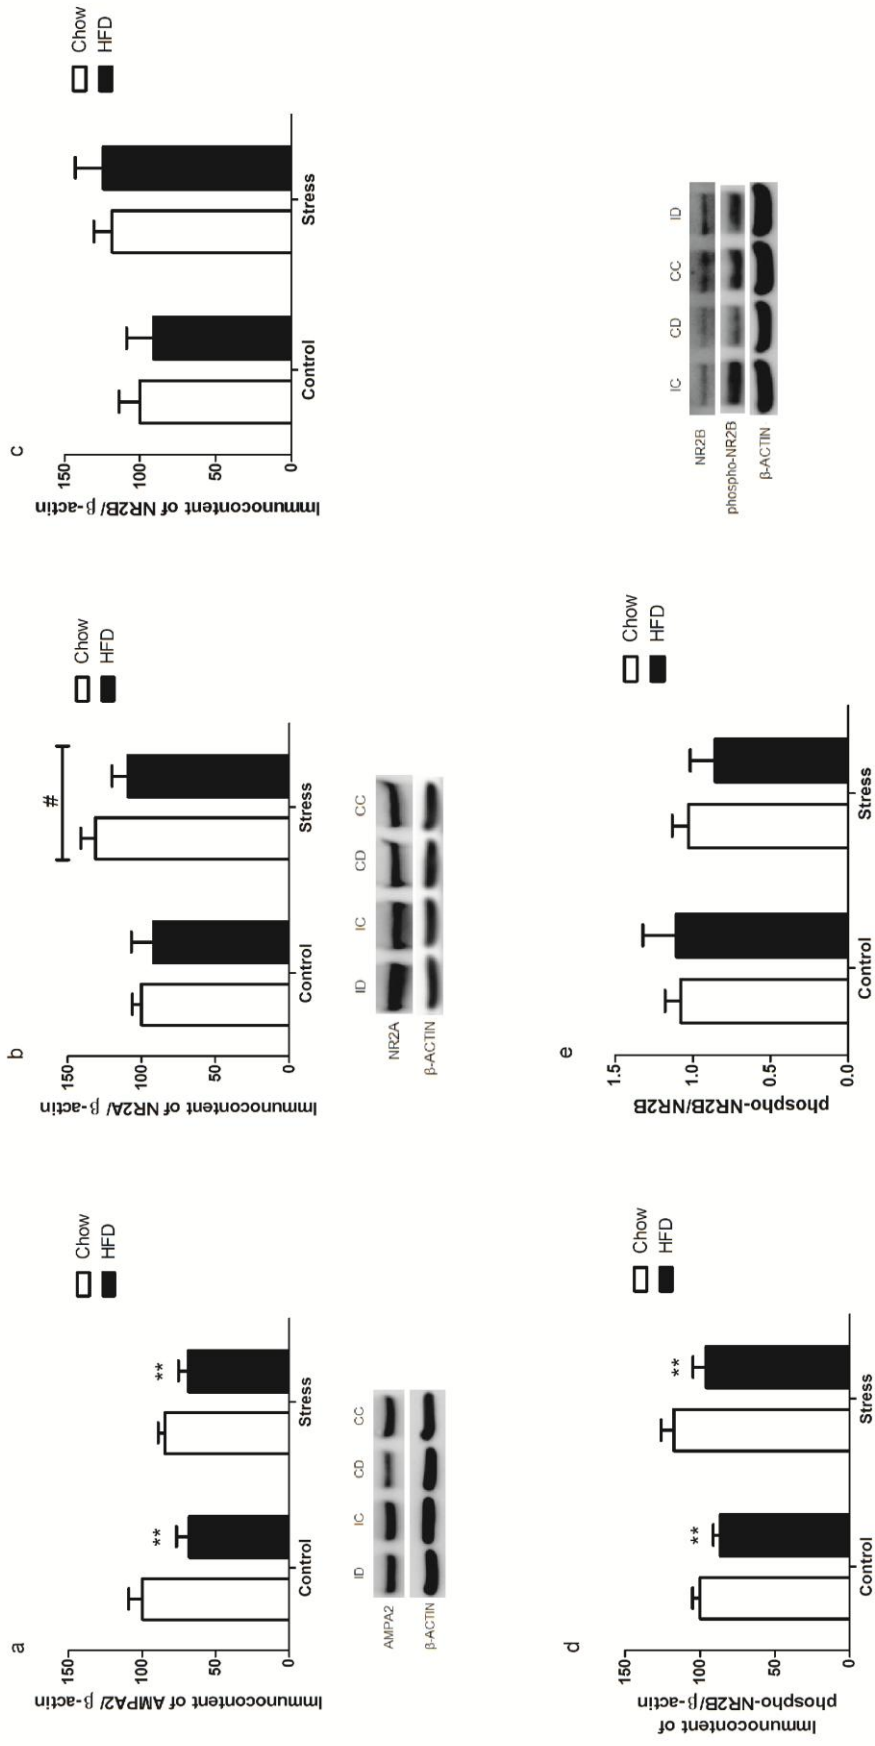 a
Immunocontent of AMPA2/ β-actin
150
100
50
0
Control
Stress
**
**
Chow
HFD
ID IC CD CC
AMPA2
β-ACTIN
b
Immunocontent of NR2A/ β-actin
150
100
50
0
Control
Stress
#
Chow
HFD
ID IC CD CC
NR2A
β-ACTIN
c
Immunocontent of NR2B/ β-actin
150
100
50
0
Control
Stress
Chow
HFD
d
Immunocontent of
phospho-NR2B/β-actin
150
100
50
0
Control
Stress
**
**
Chow
HFD
e
phospho-NR2B/NR2B
1.5
1.0
0.5
0.0
Control
Stress
Chow
HFD
IC CD CC ID
NR2B
phospho-NR2B
β-ACTIN